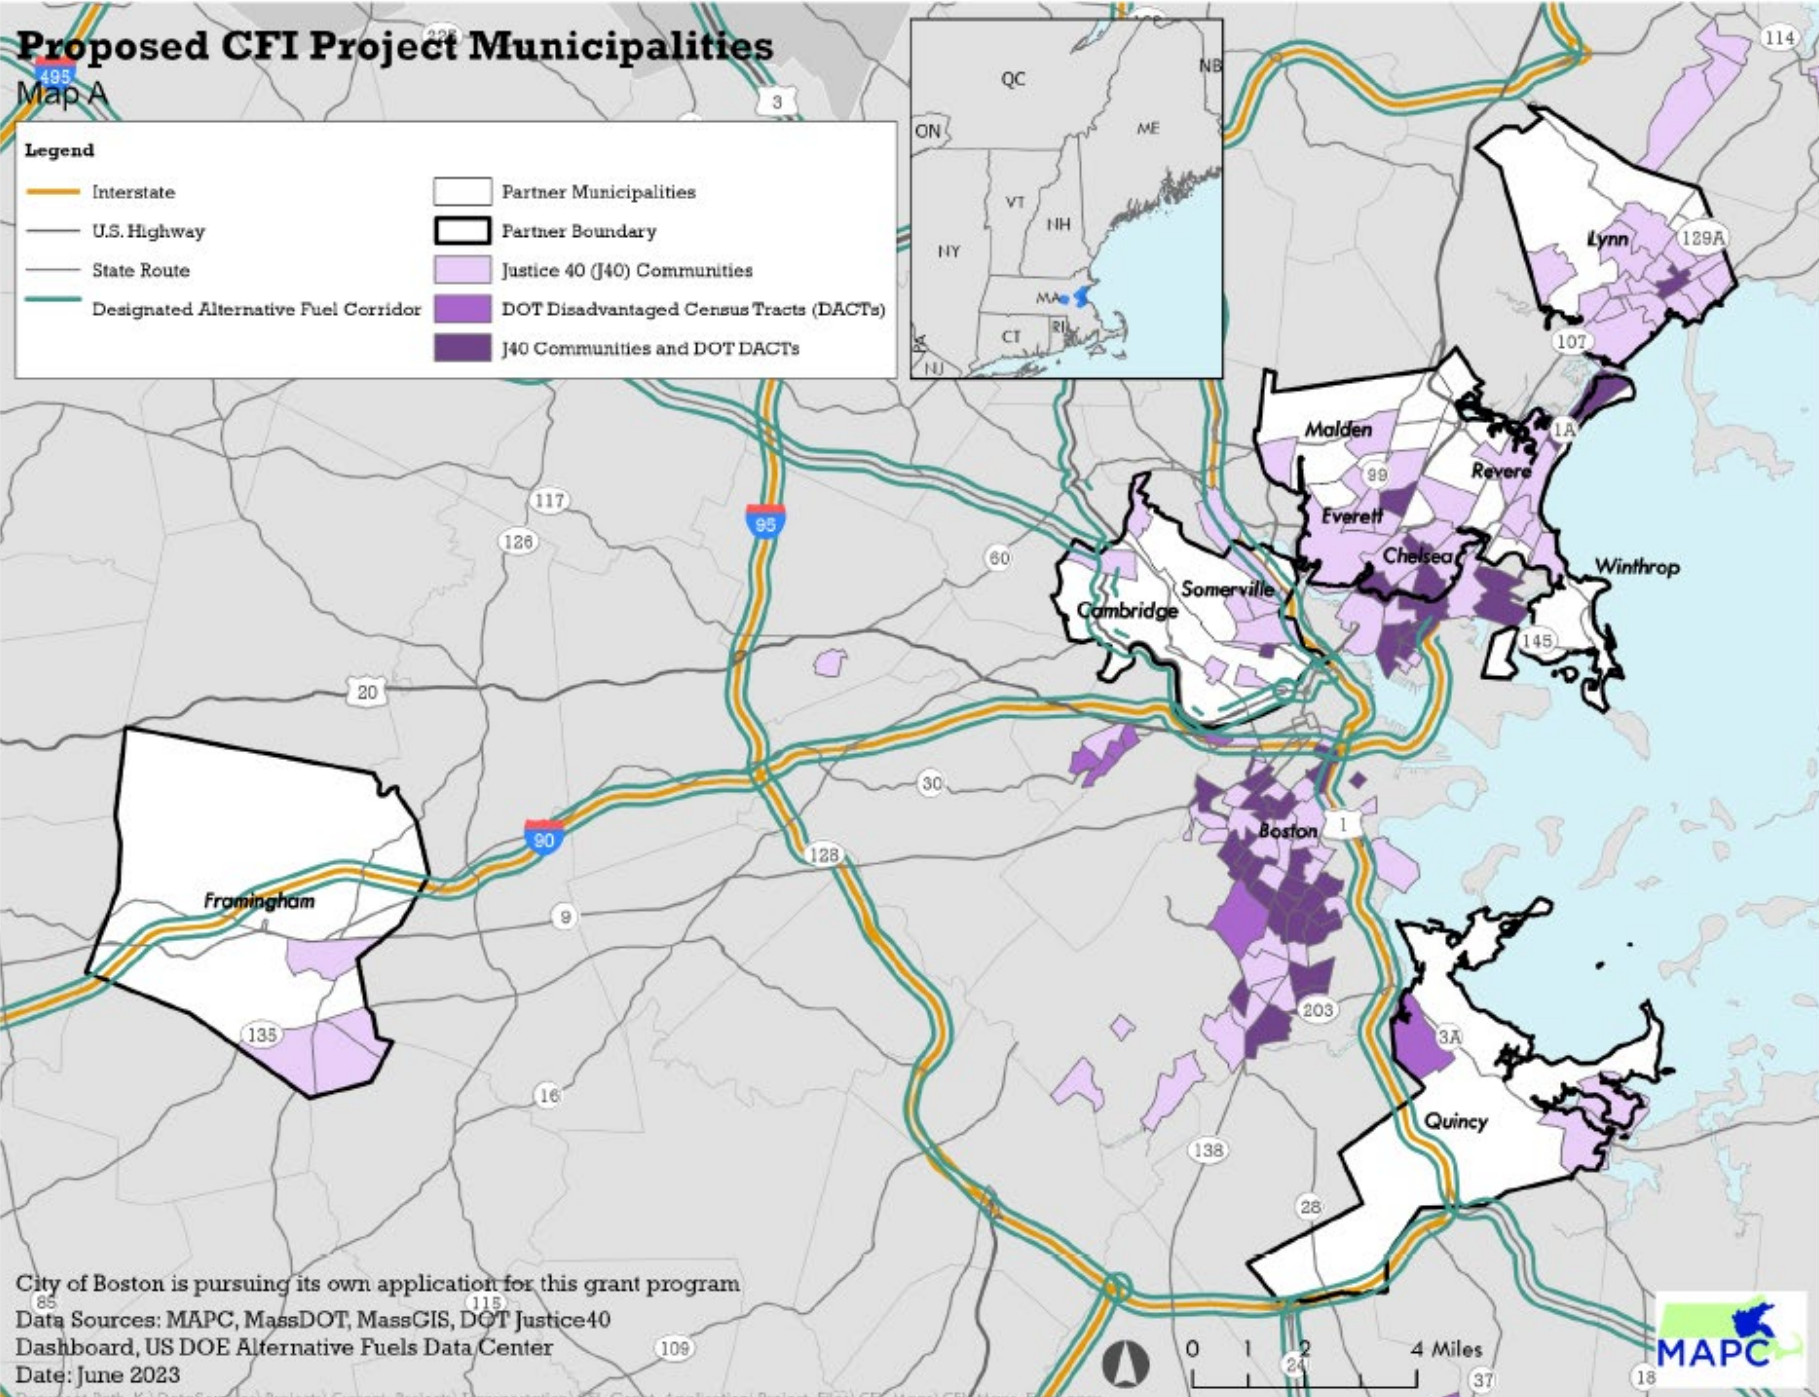 Proposed CFI Project Municipalities
Map A
495
3
114
Legend
Interstate
U.S. Highway
State Route
Designated Alternative Fuel Corridor
Partner Municipalities
Partner Boundary
Justice 40 (J40) Communities
DOT Disadvantaged Census Tracts (DACTs)
J40 Communities and DOT DACTs
QC
NB
ON
ME
VT
NH
NY
MA
CT
RI
PA
NJ
Lynn
129A
107
1A
Malden
99
Revere
Everett
Chelsea
Winthrop
145
117
95
126
60
Somerville
Cambridge
20
30
90
Boston
1
128
Framingham
9
135
203
3A
16
Quincy
138
28
City of Boston is pursuing its own application for this grant program
85
115
Data Sources: MAPC, MassDOT, MassGIS, DOT Justice40
Dashboard, US DOE Alternative Fuels Data Center
Date: June 2023
109
0 1 2 4 Miles
24
37
18
MAPC